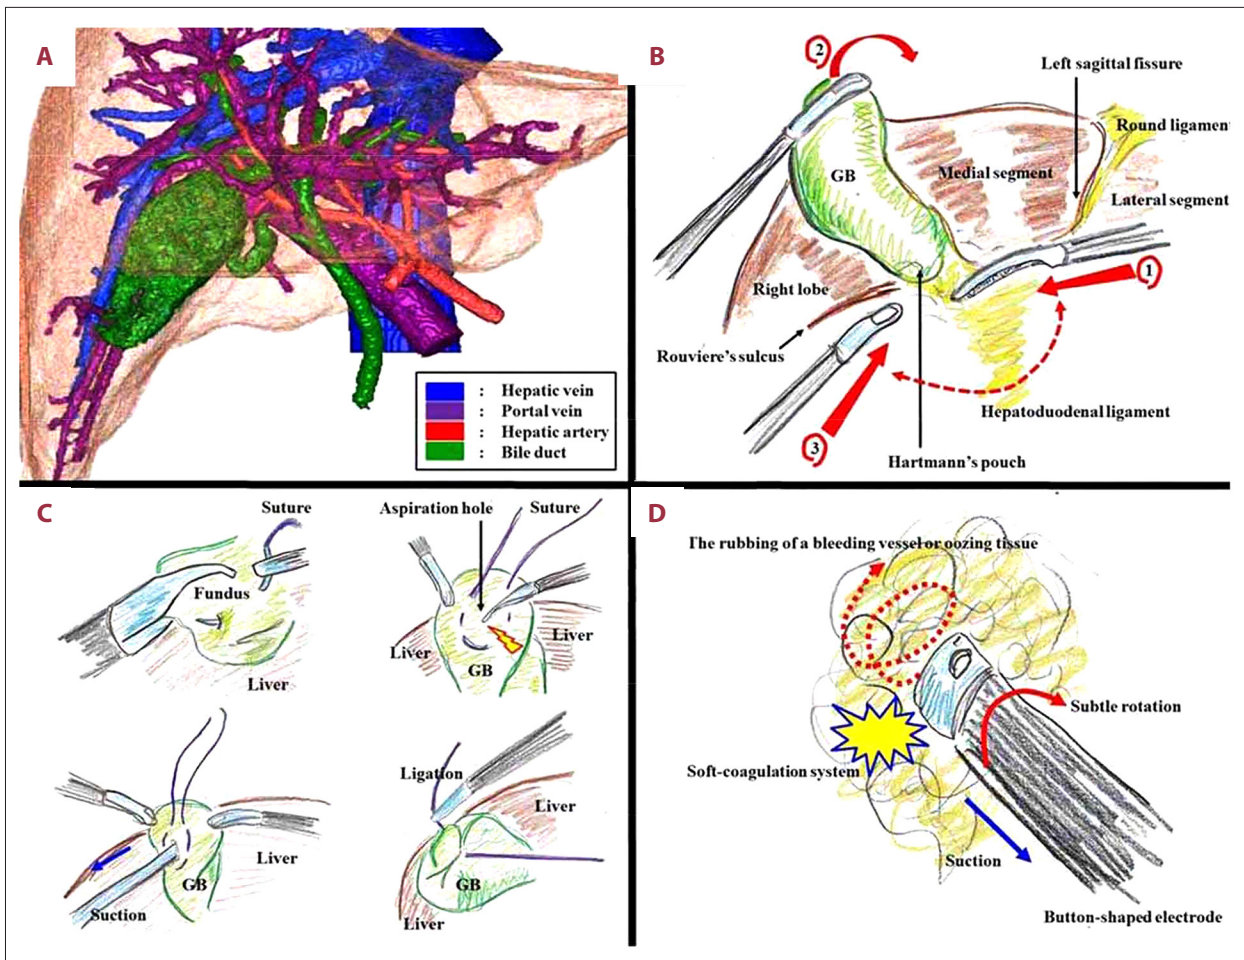 A
: Hepatic vein
: Portal vein
: Hepatic artery
: Bile duct
B
2
Left sagittal fissure
Round ligament
GB
Medial segment
Lateral segment
1
Right lobe
Rouviere's sulcus
Hepatoduodenal ligament
3
Hartmann's pouch
C
Suture
Fundus
Liver
Aspiration hole
Suture
Liver
Liver
GB
Liver
GB
Suction
Ligation
Liver
GB
Liver
D
The rubbing of a bleeding vessel or oozing tissue
Subtle rotation
Soft-coagulation system
Suction
Button-shaped electrode